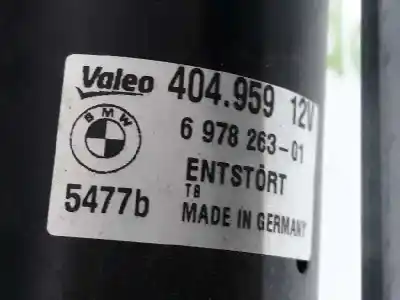 Valeo 404.959 12V
BMW 6 978 263-01
ENTSTÖRT
TB
5477b MADE IN GERMANY